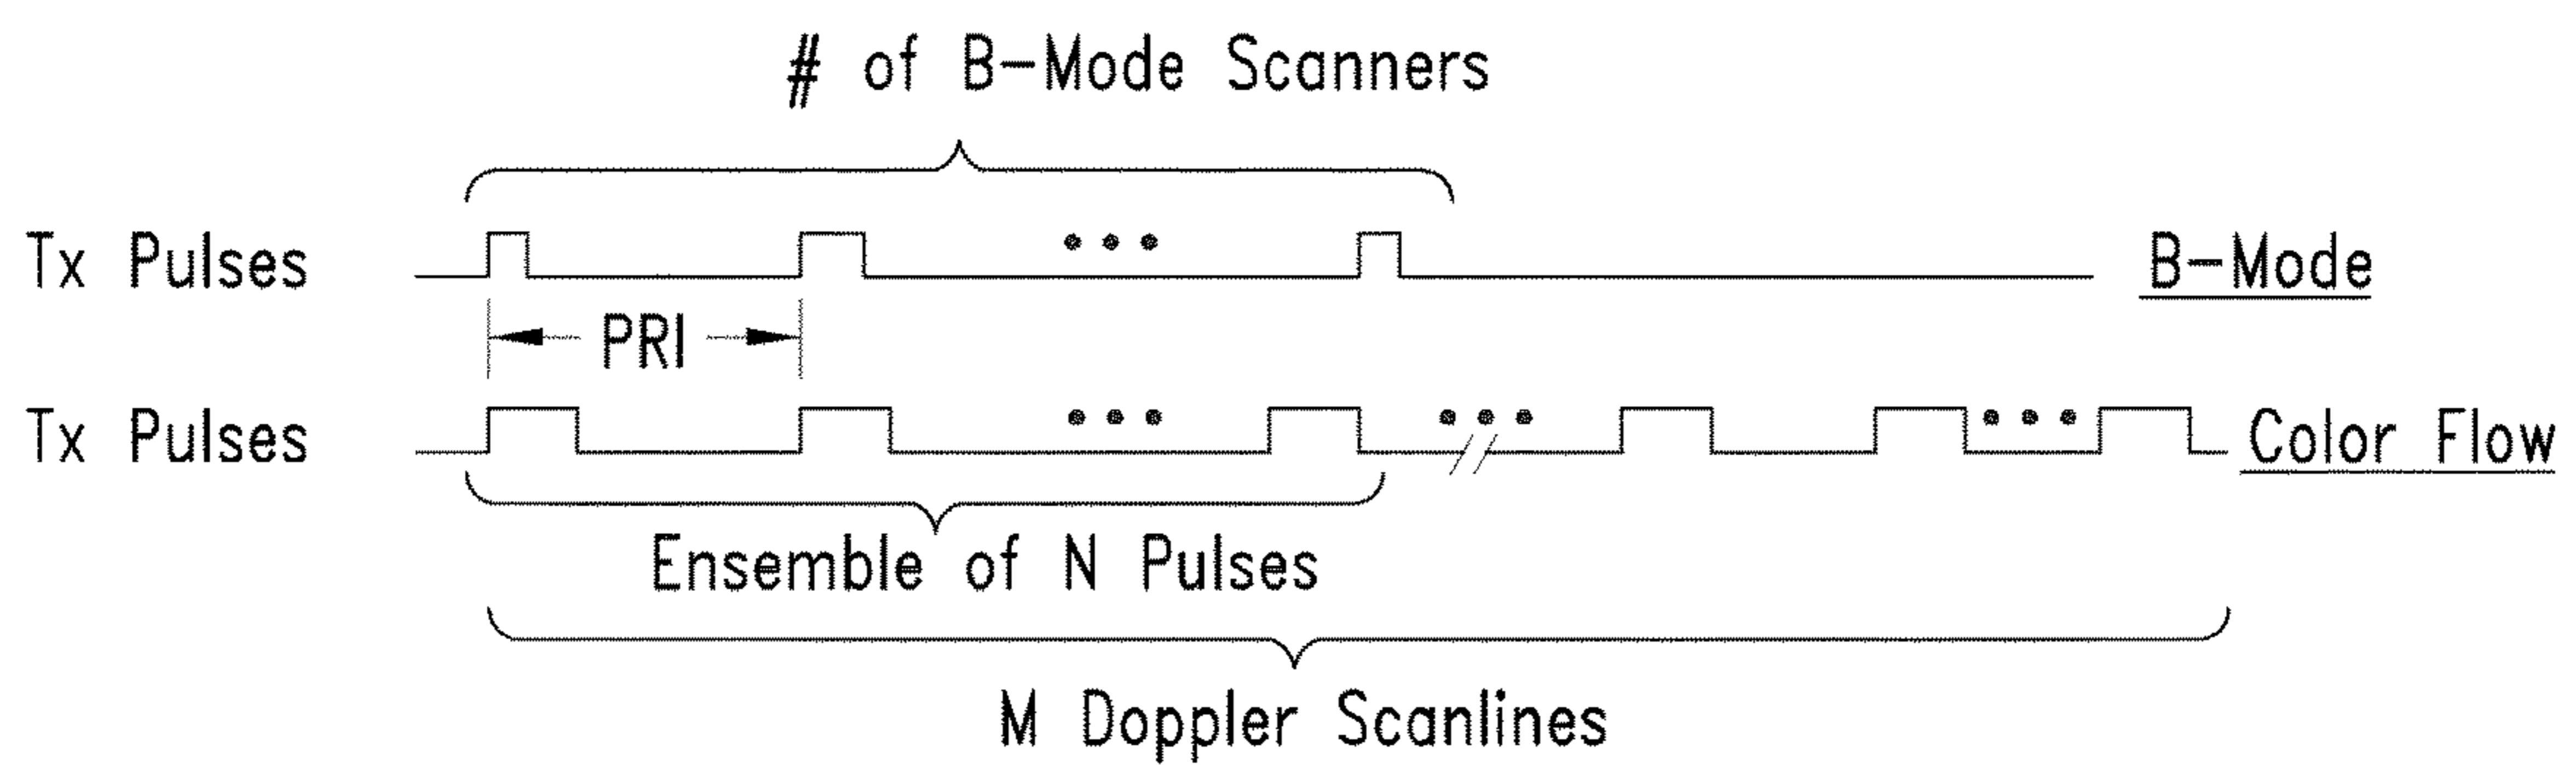 # of B-Mode Scanners
Tx Pulses
B-Mode
PRI
Tx Pulses
Color Flow
Ensemble of N Pulses
M Doppler Scanlines